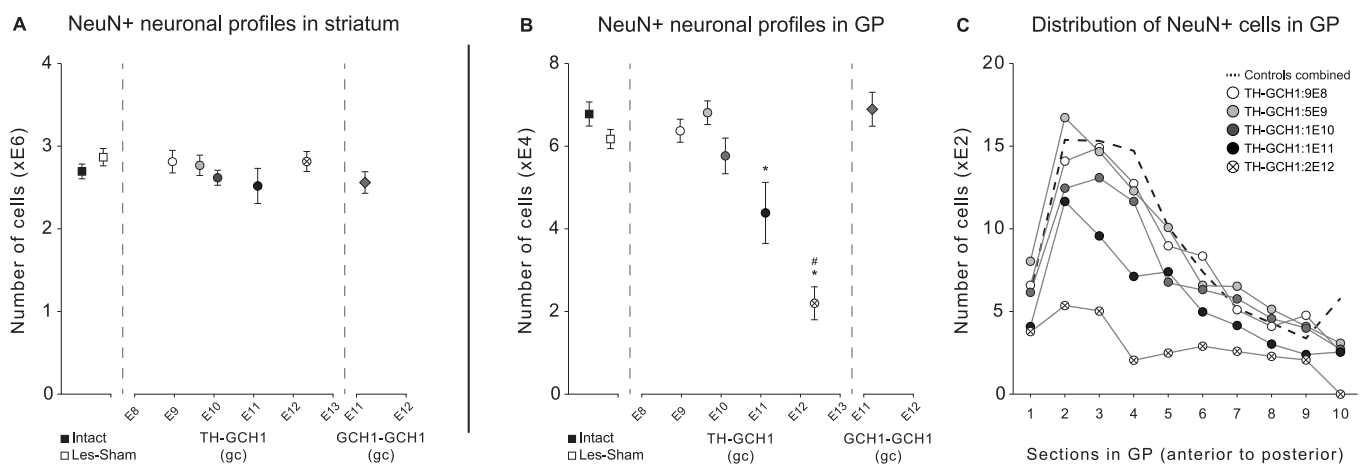 A NeuN+ neuronal profiles in striatum
Number of cells (xE6)
4
3
2
1
0
E8 E9 E10 E11 E12 E13 E11 E12
■ Intact
□ Les-Sham
TH-GCH1
(gc)
GCH1-GCH1
(gc)
B NeuN+ neuronal profiles in GP
Number of cells (xE4)
8
6
4
2
0
*
#
*
E8 E9 E10 E11 E12 E13 E11 E12
■ Intact
□ Les-Sham
TH-GCH1
(gc)
GCH1-GCH1
(gc)
C Distribution of NeuN+ cells in GP
Number of cells (xE2)
20
15
10
5
0
Controls combined
TH-GCH1:9E8
TH-GCH1:5E9
TH-GCH1:1E10
TH-GCH1:1E11
TH-GCH1:2E12
1 2 3 4 5 6 7 8 9 10
Sections in GP (anterior to posterior)